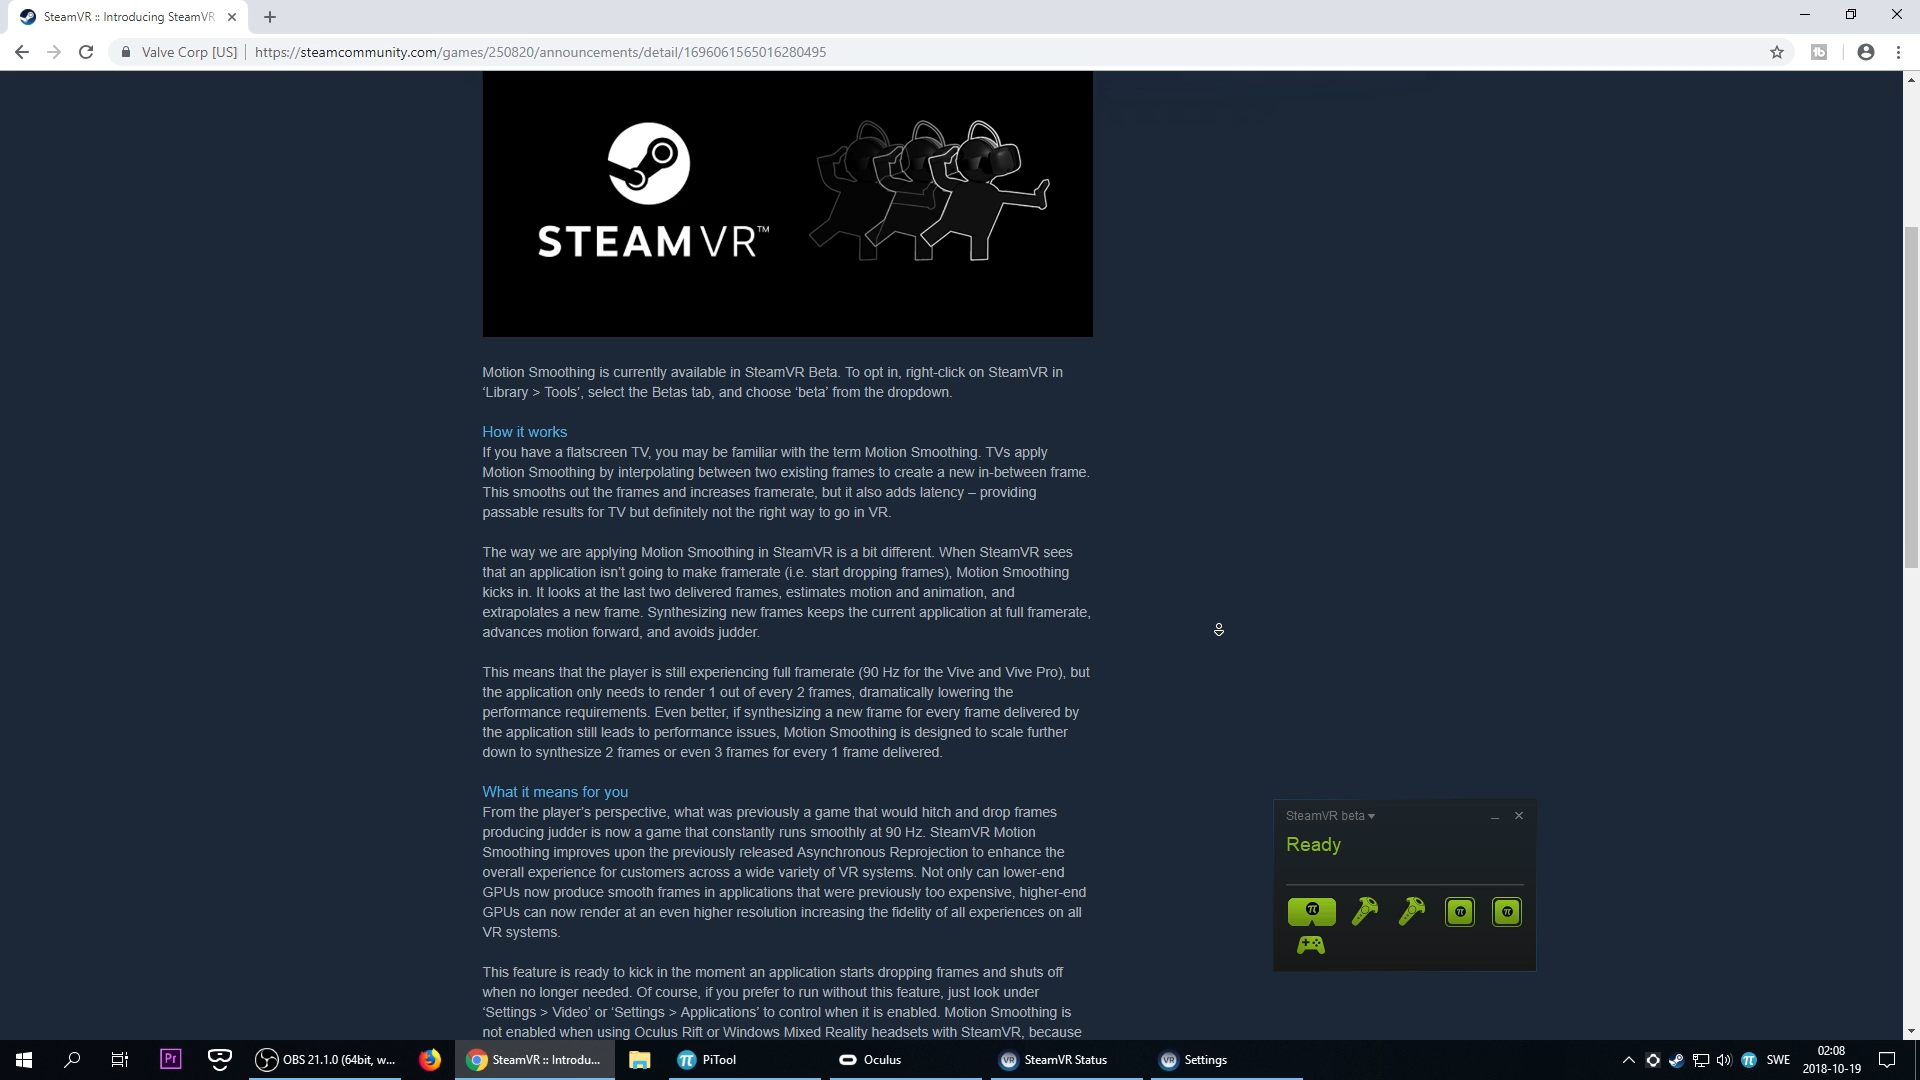 SteamVR :: Introducing SteamVR
Valve Corp [US]
https://steamcommunity.com/games/250820/announcements/detail/1696061565016280495
STEAMVR™
Motion Smoothing is currently available in SteamVR Beta. To opt in, right-click on SteamVR in
‘Library > Tools’, select the Betas tab, and choose ‘beta’ from the dropdown.
How it works
If you have a flatscreen TV, you may be familiar with the term Motion Smoothing. TVs apply
Motion Smoothing by interpolating between two existing frames to create a new in-between frame.
This smooths out the frames and increases framerate, but it also adds latency – providing
passable results for TV but definitely not the right way to go in VR.
The way we are applying Motion Smoothing in SteamVR is a bit different. When SteamVR sees
that an application isn’t going to make framerate (i.e. start dropping frames), Motion Smoothing
kicks in. It looks at the last two delivered frames, estimates motion and animation, and
extrapolates a new frame. Synthesizing new frames keeps the current application at full framerate,
advances motion forward, and avoids judder.
This means that the player is still experiencing full framerate (90 Hz for the Vive and Vive Pro), but
the application only needs to render 1 out of every 2 frames, dramatically lowering the
performance requirements. Even better, if synthesizing a new frame for every frame delivered by
the application still leads to performance issues, Motion Smoothing is designed to scale further
down to synthesize 2 frames or even 3 frames for every 1 frame delivered.
What it means for you
From the player’s perspective, what was previously a game that would hitch and drop frames
producing judder is now a game that constantly runs smoothly at 90 Hz. SteamVR Motion
Smoothing improves upon the previously released Asynchronous Reprojection to enhance the
overall experience for customers across a wide variety of VR systems. Not only can lower-end
GPUs now produce smooth frames in applications that were previously too expensive, higher-end
GPUs can now render at an even higher resolution increasing the fidelity of all experiences on all
VR systems.
This feature is ready to kick in the moment an application starts dropping frames and shuts off
when no longer needed. Of course, if you prefer to run without this feature, just look under
‘Settings > Video’ or ‘Settings > Applications’ to control when it is enabled. Motion Smoothing is
not enabled when using Oculus Rift or Windows Mixed Reality headsets with SteamVR, because
SteamVR beta
Ready
Pr
OBS 21.1.0 (64bit, w...
SteamVR :: Introdu...
PiTool
Oculus
VR
SteamVR Status
VR
Settings
SWE
02:08
2018-10-19